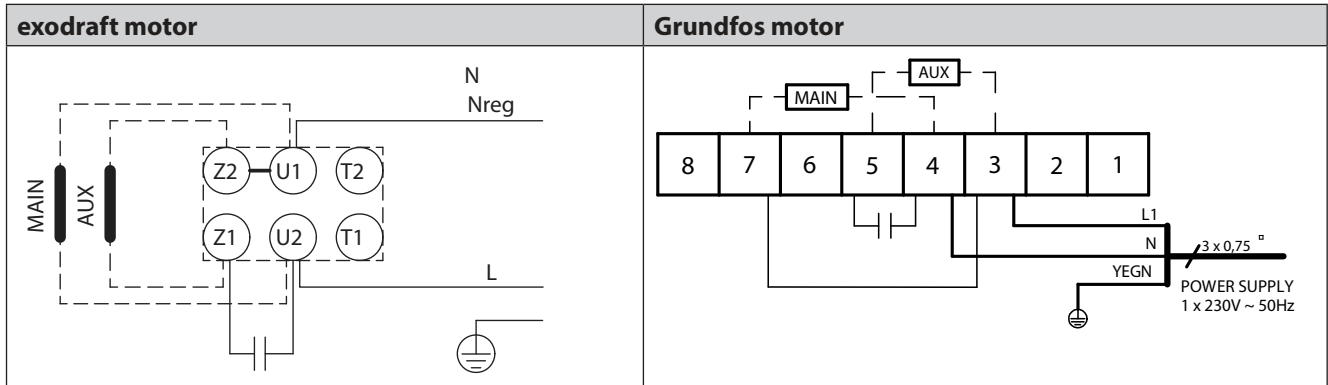 exodraft motor
Grundfos motor
N
Nreg
Z2 U1 T2
Z1 U2 T1
MAIN
AUX
L
AUX
MAIN
8 7 6 5 4 3 2 1
L1
N
YEGN
3 x 0,75 □
POWER SUPPLY
1 x 230V ~ 50Hz